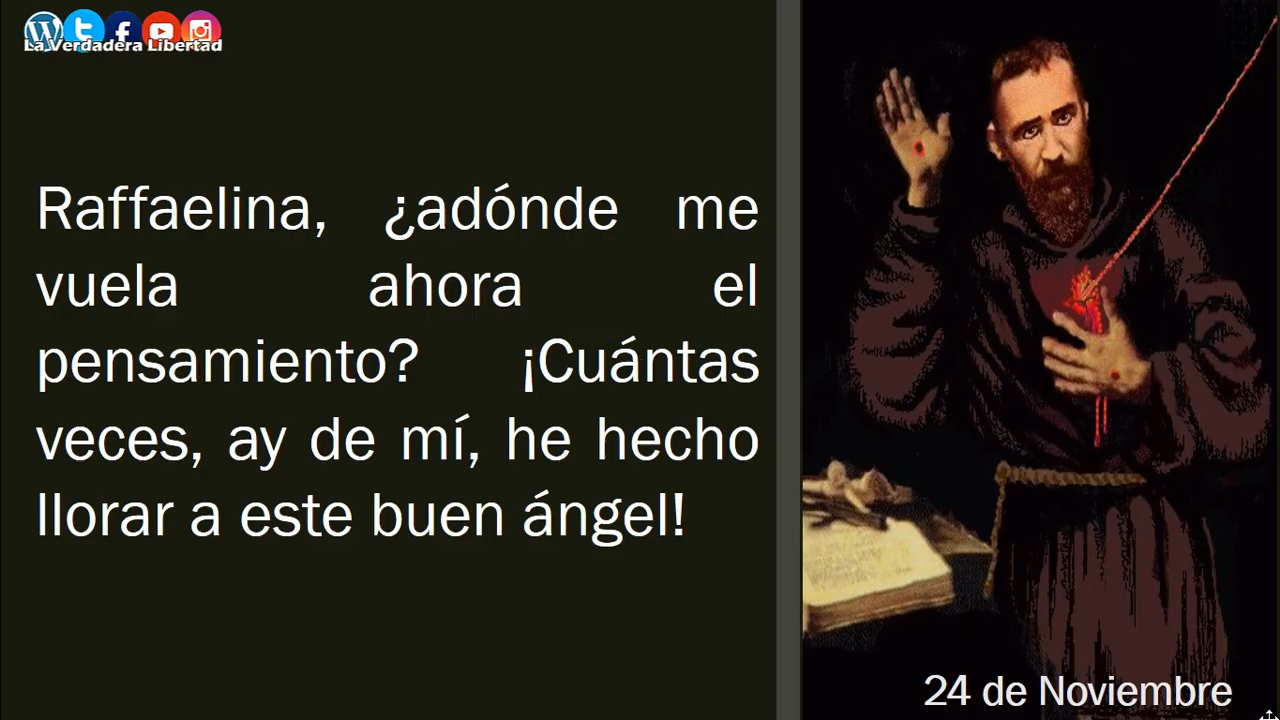 La Verdadera Libertad
Raffaelina, ¿adónde me
vuela ahora el
pensamiento? ¡Cuántas
veces, ay de mí, he hecho
llorar a este buen ángel!
24 de Noviembre